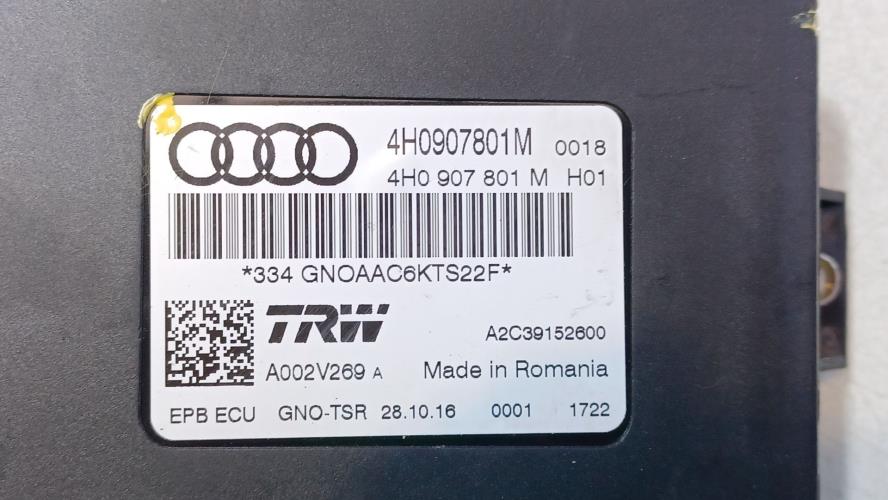 4H0907801M 0018
4H0 907 801 M H01
*334 GNOAAC6KTS22F*
TRW A2C39152600
A002V269 A Made in Romania
EPB ECU GNO-TSR 28.10.16 0001 1722